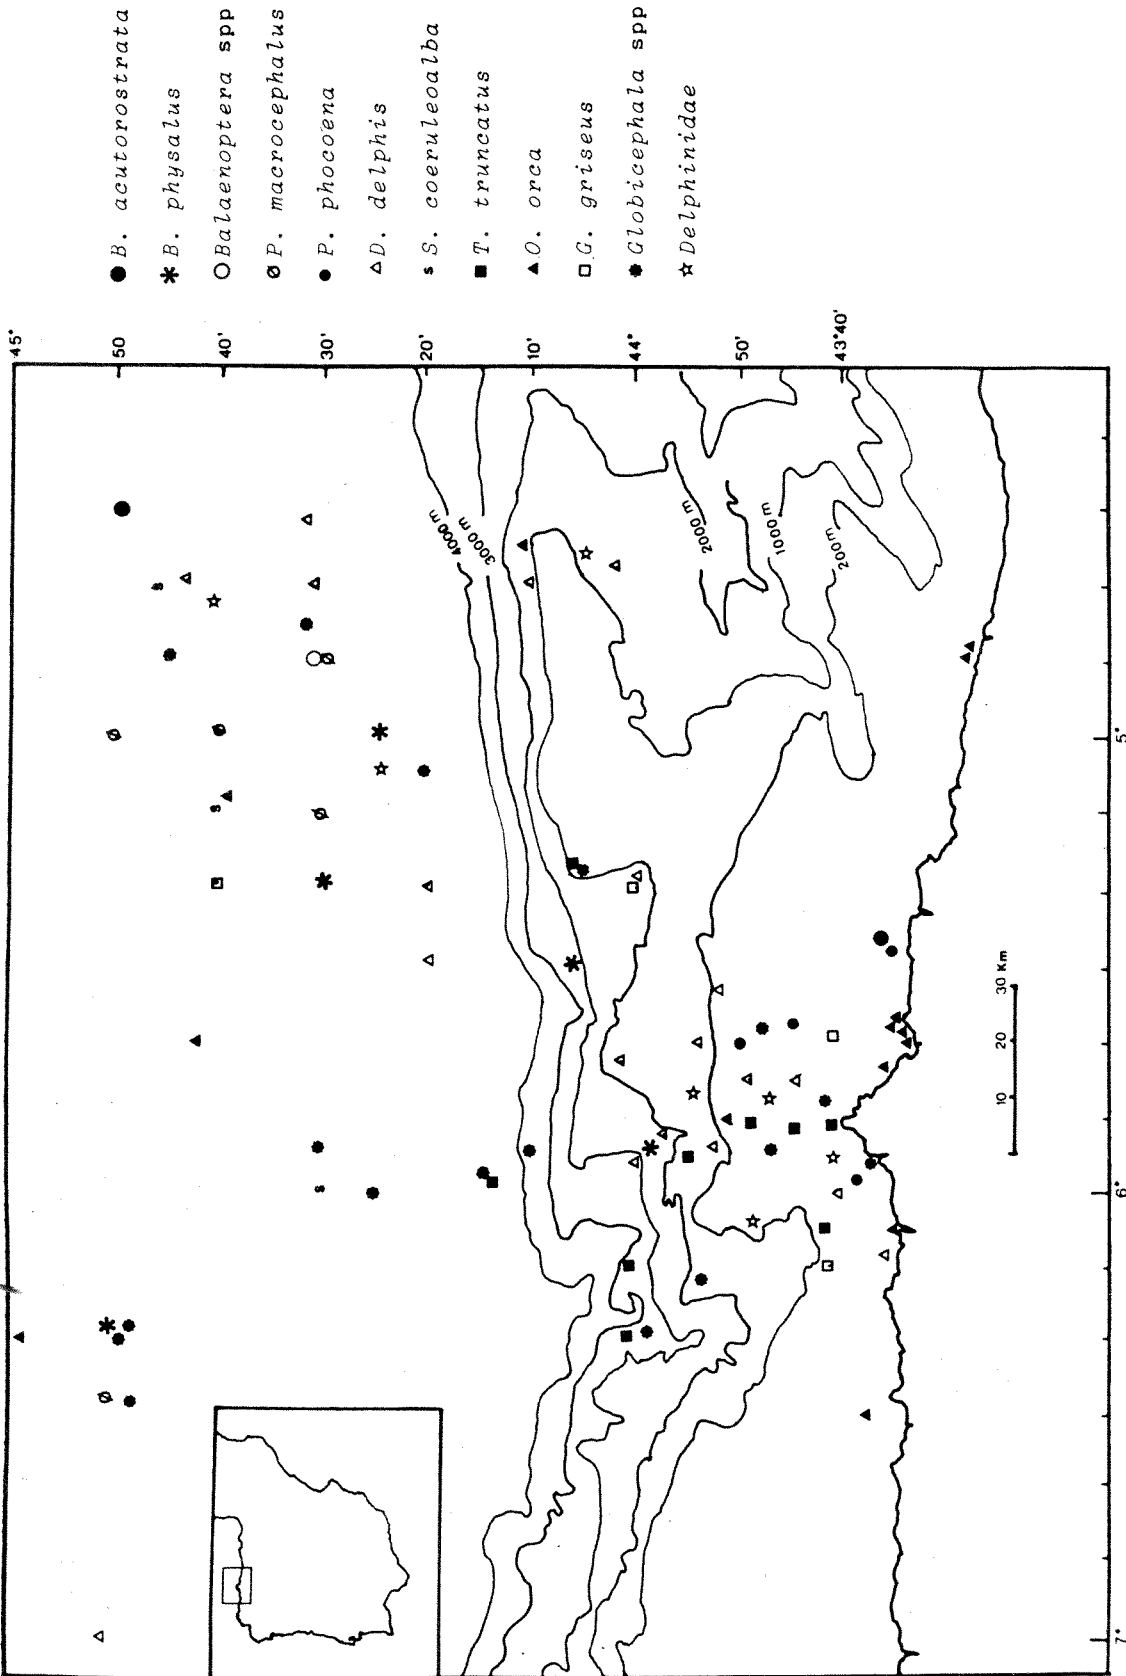 B. acutorostrata
B. physalus
Balaenoptera spp
P. macrocephalus
P. phocoena
D. delphis
s S. coeruleoalba
T. truncatus
O. orca
G. griseus
Globicephala spp
Delphinidae
45°
50
40'
30'
20'
10'
44°
50'
43°40'
4000 m
3000 m
2000 m
1000 m
200 m
s
s
s
10 20 30 Km
7°
6°
5°